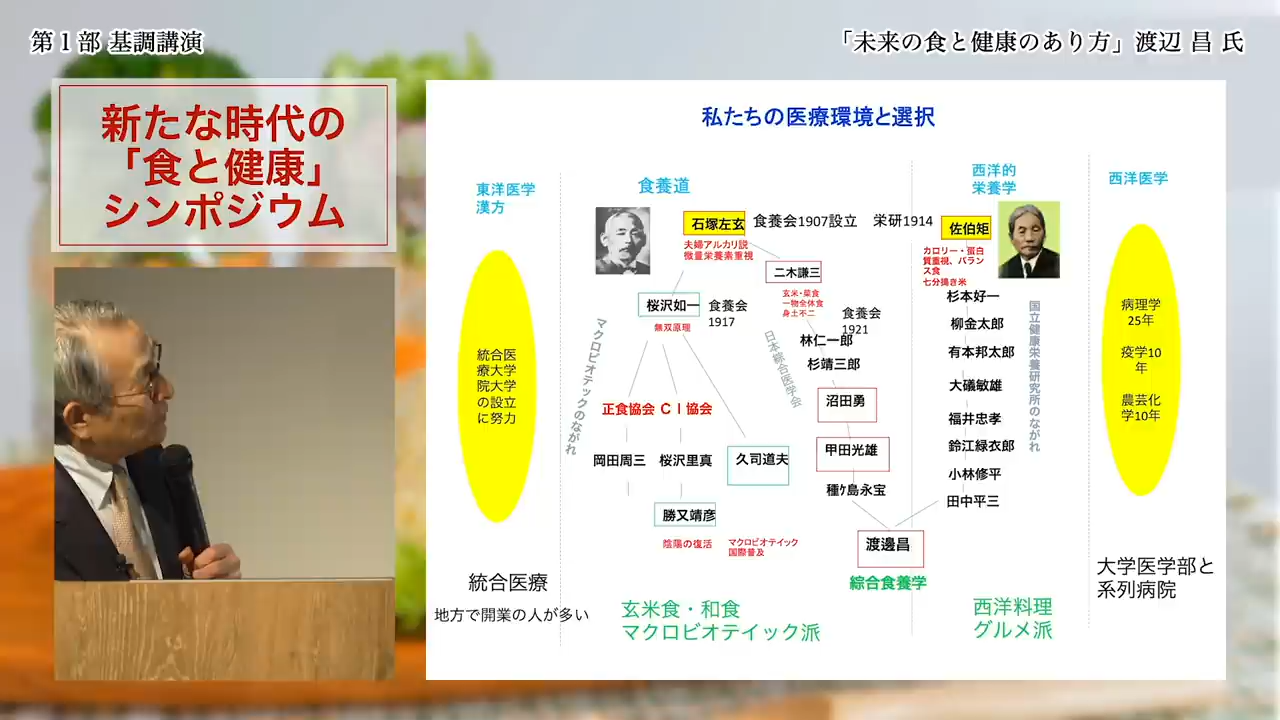 第１部 基調講演
「未来の食と健康のあり方」渡辺 昌 氏
新たな時代の
「食と健康」
シンポジウム
私たちの医療環境と選択
東洋医学
漢方
食養道
西洋的
栄養学
西洋医学
石塚左玄
食養会1907設立
栄研1914
佐伯矩
夫婦アルカリ説
微量栄養素重視
カロリー・蛋白
質重視、バラン
ス食
七分搗き米
二木謙三
玄米・菜食
一物全体食
身土不二
桜沢如一
食養会
1917
無双原理
食養会
1921
マクロビオテイックのながれ
日本綜合医学会
国立健康栄養研究所のながれ
林仁一郎
杉靖三郎
沼田勇
甲田光雄
種ケ島永宝
杉本好一
柳金太郎
有本邦太郎
大礒敏雄
福井忠孝
鈴江緑衣郎
小林修平
田中平三
正食協会
ＣＩ協会
岡田周三
桜沢里真
久司道夫
勝又靖彦
陰陽の復活
マクロビオテイック
国際普及
渡邊昌
綜合食養学
統合医
療大学
院大学
の設立
に努力
病理学
25年
疫学10
年
農芸化
学10年
統合医療
地方で開業の人が多い
玄米食・和食
マクロビオテイック派
西洋料理
グルメ派
大学医学部と
系列病院